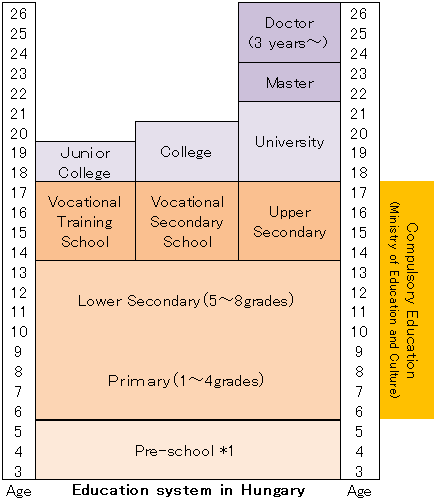 26
25
24
23
22
21
20
19
18
17
16
15
14
13
12
11
10
9
8
7
6
5
4
3
Age
Doctor
(3 years～)
Master
University
College
Junior
College
Vocational
Training
School
Vocational
Secondary
School
Upper
Secondary
Lower Secondary(5～8grades)
Primary(1～4grades)
Pre-school *1
26
25
24
23
22
21
20
19
18
17
16
15
14
13
12
11
10
9
8
7
6
5
4
3
Age
Compulsory Education
(Ministry of Education and Culture)
Education system in Hungary